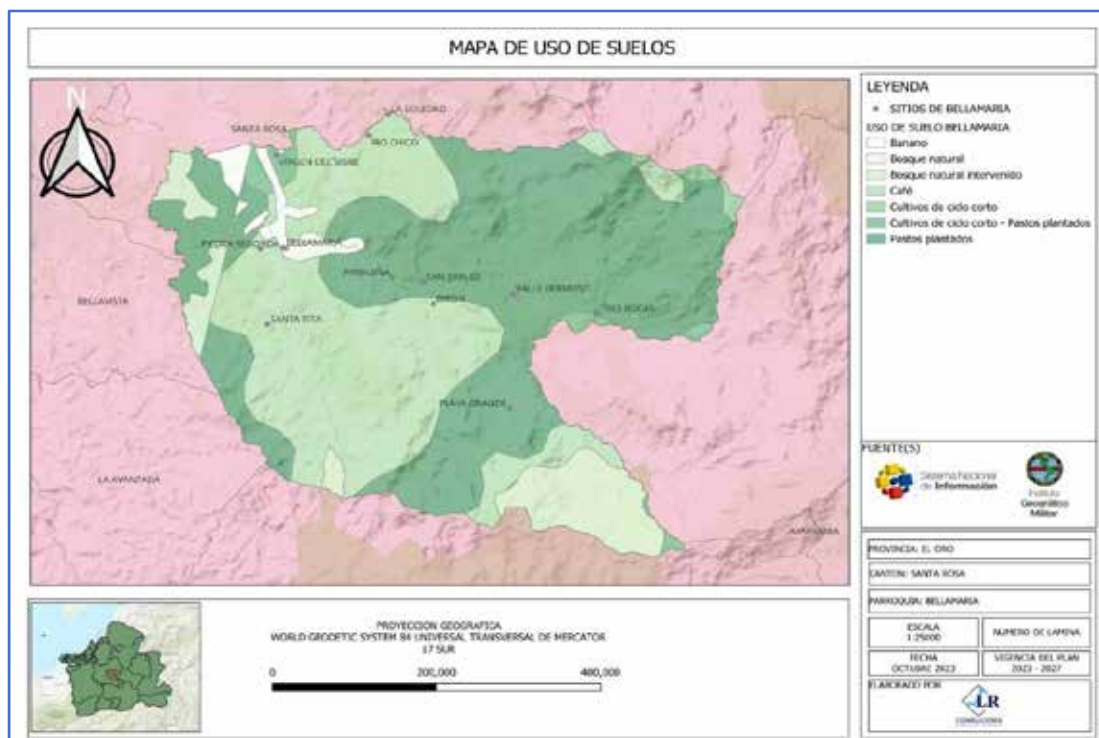 MAPA DE USO DE SUELOS
N
LA SOLEDAD
SANTA ROSA
RIO CHICO
VIRGEN DEL CISNE
BELLAMARIA
SAN CARLOS
VALLE HERMOSO
BELLAVISTA
SANTA RITA
PLAYA GRANDE
LA AVANZADA
LEYENDA
SITIOS DE BELLAMARIA
USO DE SUELO BELLAMARIA
Banano
Bosque natural
Bosque natural intervenido
Café
Cultivos de ciclo corto
Cultivos de ciclo corto - Pastos plantados
Pastos plantados
FUENTE(S)
Sistema Nacional
de Información
Instituto
Geográfico
Militar
PROVINCIA: EL ORO
CANTON: SANTA ROSA
PARROQUIA: BELLAMARIA
ESCALA
1:25000
NUMERO DE LAMINA
FECHA
OCTUBRE 2023
VIGENCIA DEL PLAN
2023 - 2027
ELABORADO POR
LR
CONSULTORES
PROYECCION GEOGRAFICA
WORLD GEODETIC SYSTEM 84 UNIVERSAL TRANSVERSAL DE MERCATOR
17 SUR
0 200,000 400,000